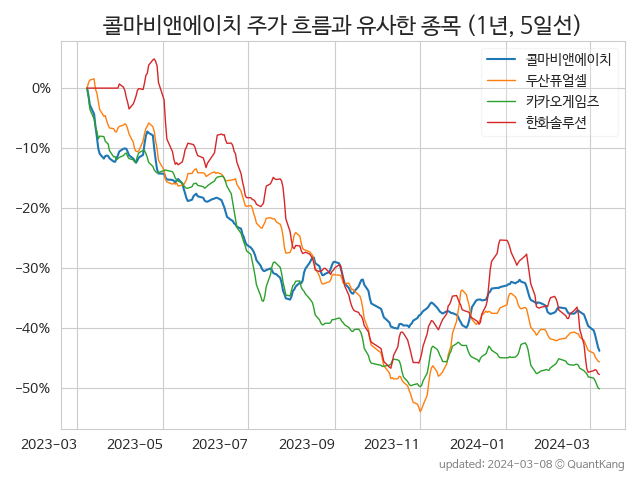 콜마비앤에이치 주가 흐름과 유사한 종목 (1년, 5일선)
콜마비앤에이치
두산퓨얼셀
카카오게임즈
한화솔루션
0%
−10%
−20%
−30%
−40%
−50%
2023-03 2023-05 2023-07 2023-09 2023-11 2024-01 2024-03
updated: 2024-03-08 © QuantKang